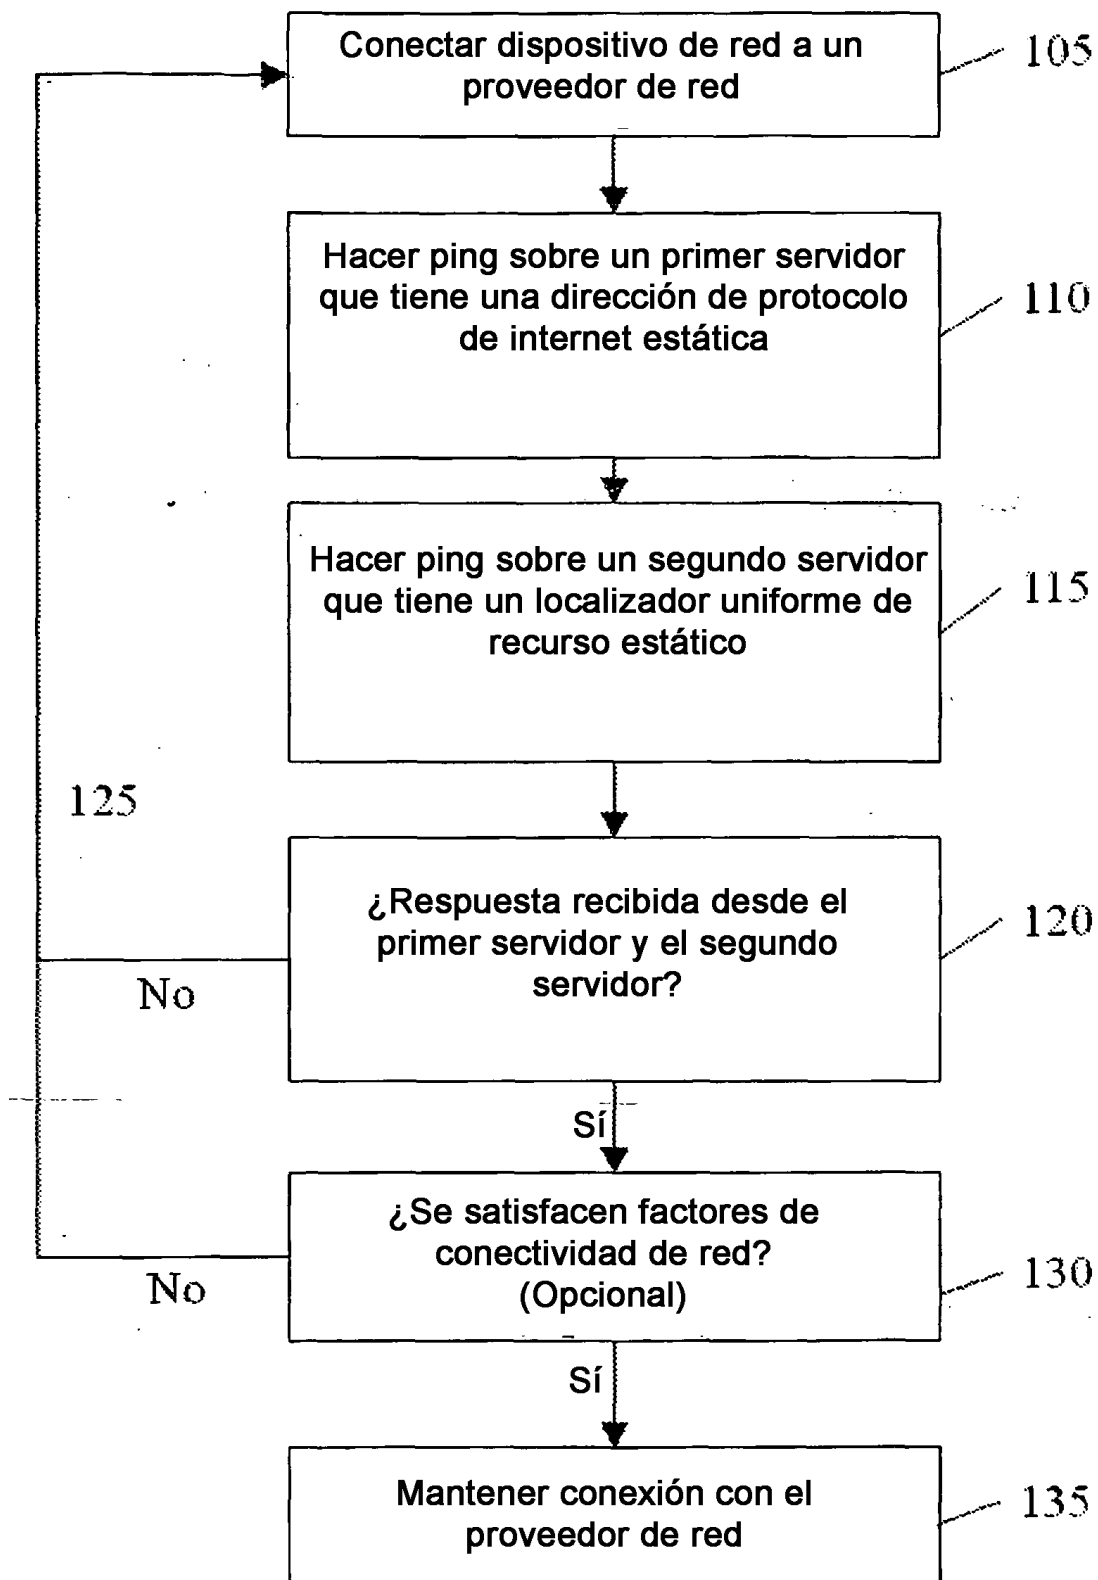 Conectar dispositivo de red a un
proveedor de red
105
Hacer ping sobre un primer servidor
que tiene una dirección de protocolo
de internet estática
110
Hacer ping sobre un segundo servidor
que tiene un localizador uniforme de
recurso estático
115
125
¿Respuesta recibida desde el
primer servidor y el segundo
servidor?
120
No
Sí
¿Se satisfacen factores de
conectividad de red?
(Opcional)
130
No
Sí
Mantener conexión con el
proveedor de red
135